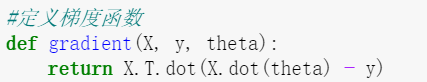 #定义梯度函数
def gradient(X, y, theta):
    return X.T.dot(X.dot(theta) - y)